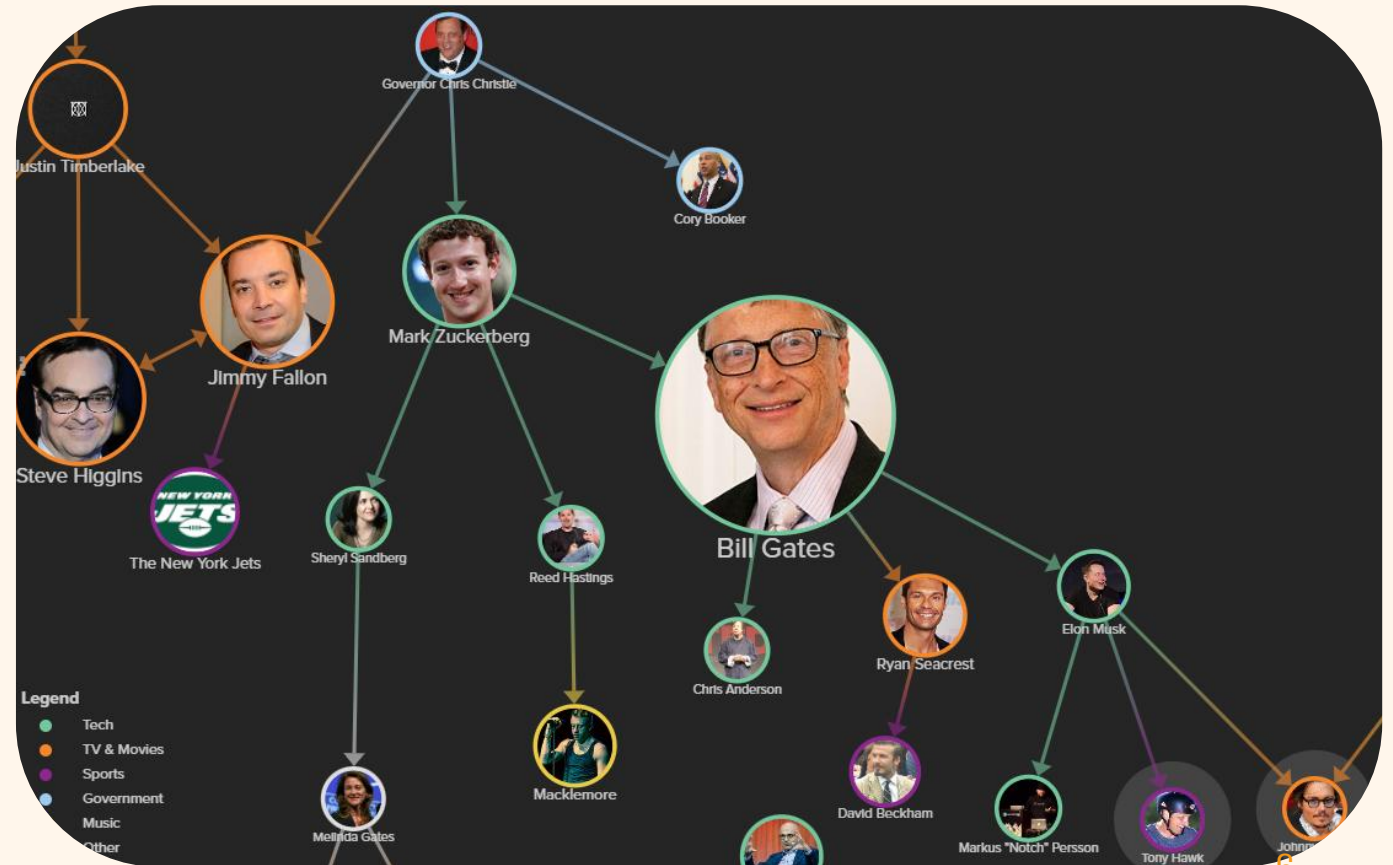 Governor Chris Christie
Justin Timberlake
Cory Booker
Mark Zuckerberg
Jimmy Fallon
Steve Higgins
NEW YORK
JETS
The New York Jets
Sheryl Sandberg
Reed Hastings
Bill Gates
Elon Musk
Ryan Seacrest
Chris Anderson
Legend
Tech
TV & Movies
Sports
Government
Music
Other
Macklemore
Melinda Gates
David Beckham
Markus "Notch" Persson
Tony Hawk